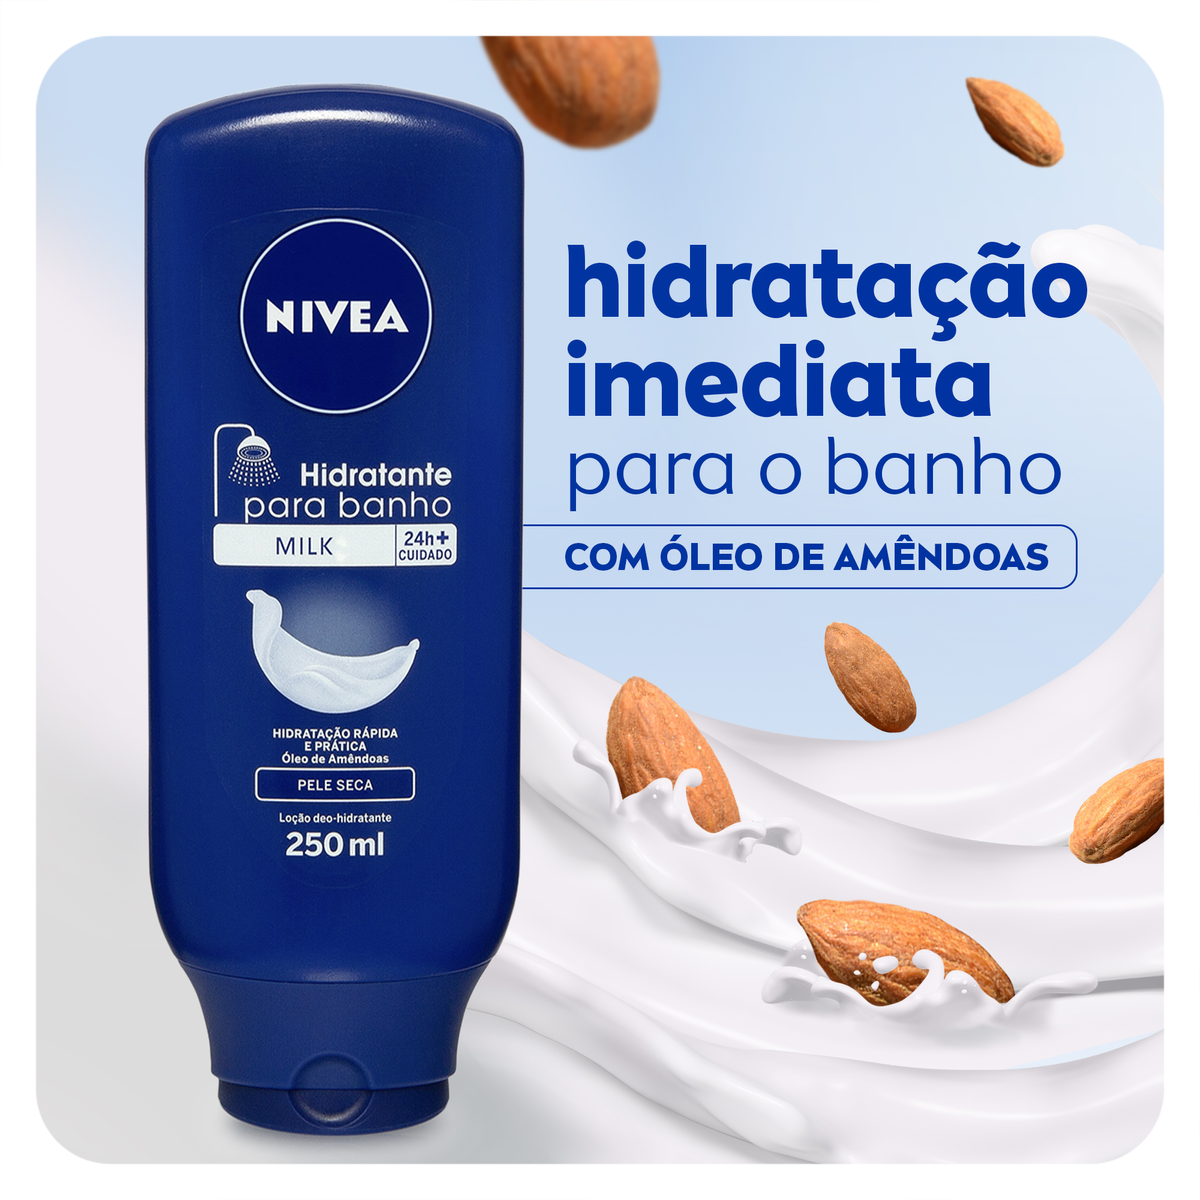 NIVEA
Hidratante
para banho
MILK
24h+
CUIDADO
HIDRATAÇÃO RÁPIDA
E PRÁTICA
Óleo de Amêndoas
PELE SECA
Loção deo-hidratante
250 ml
hidratação
imediata
para o banho
COM ÓLEO DE AMÊNDOAS